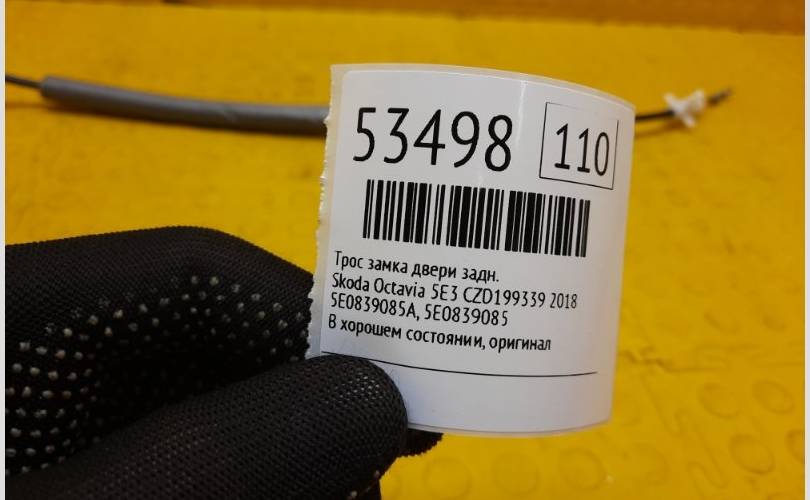 53498 110
Трос замка двери задн.
Skoda Octavia 5E3 CZD199339 2018
5E0839085A, 5E0839085
В хорошем состоянии, оригинал